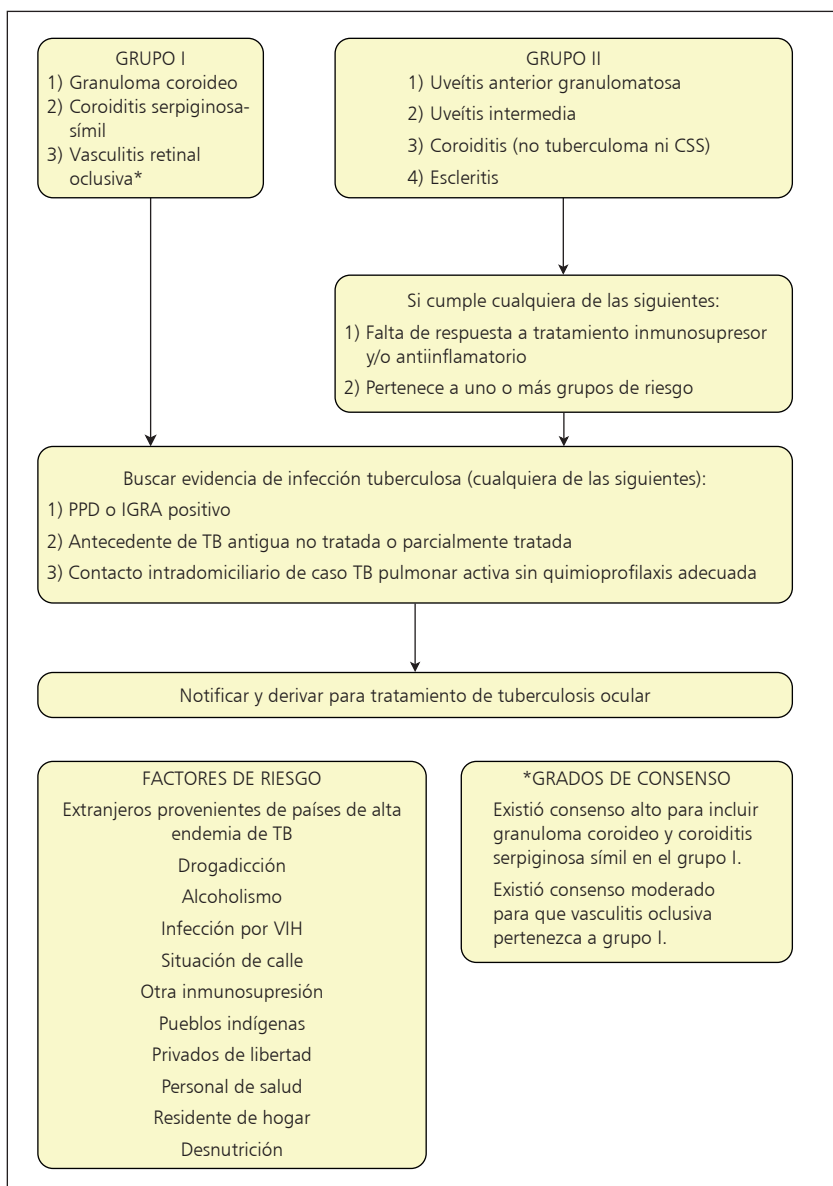 GRUPO I
1) Granuloma coroideo
2) Coroiditis serpiginosa-
símil
3) Vasculitis retinal
oclusiva*
GRUPO II
1) Uveítis anterior granulomatosa
2) Uveítis intermedia
3) Coroiditis (no tuberculoma ni CSS)
4) Escleritis
Si cumple cualquiera de las siguientes:
1) Falta de respuesta a tratamiento inmunosupresor
y/o antiinflamatorio
2) Pertenece a uno o más grupos de riesgo
Buscar evidencia de infección tuberculosa (cualquiera de las siguientes):
1) PPD o IGRA positivo
2) Antecedente de TB antigua no tratada o parcialmente tratada
3) Contacto intradomiciliario de caso TB pulmonar activa sin quimioprofilaxis adecuada
Notificar y derivar para tratamiento de tuberculosis ocular
FACTORES DE RIESGO
Extranjeros provenientes de países de alta
endemia de TB
Drogadicción
Alcoholismo
Infección por VIH
Situación de calle
Otra inmunosupresión
Pueblos indígenas
Privados de libertad
Personal de salud
Residente de hogar
Desnutrición
*GRADOS DE CONSENSO
Existió consenso alto para incluir
granuloma coroideo y coroiditis
serpiginosa símil en el grupo I.
Existió consenso moderado
para que vasculitis oclusiva
pertenezca a grupo I.